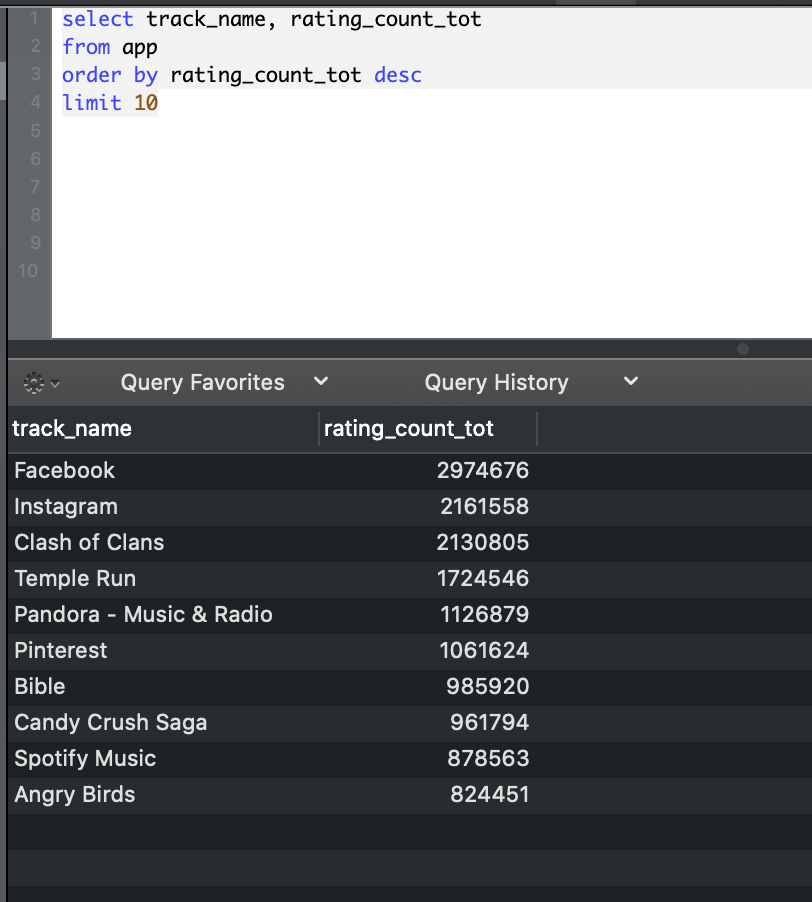 1 select track_name, rating_count_tot
2 from app
3 order by rating_count_tot desc
4 limit 10
5
6
7
8
9
10
Query Favorites Query History
track_name rating_count_tot
Facebook 2974676
Instagram 2161558
Clash of Clans 2130805
Temple Run 1724546
Pandora - Music & Radio 1126879
Pinterest 1061624
Bible 985920
Candy Crush Saga 961794
Spotify Music 878563
Angry Birds 824451